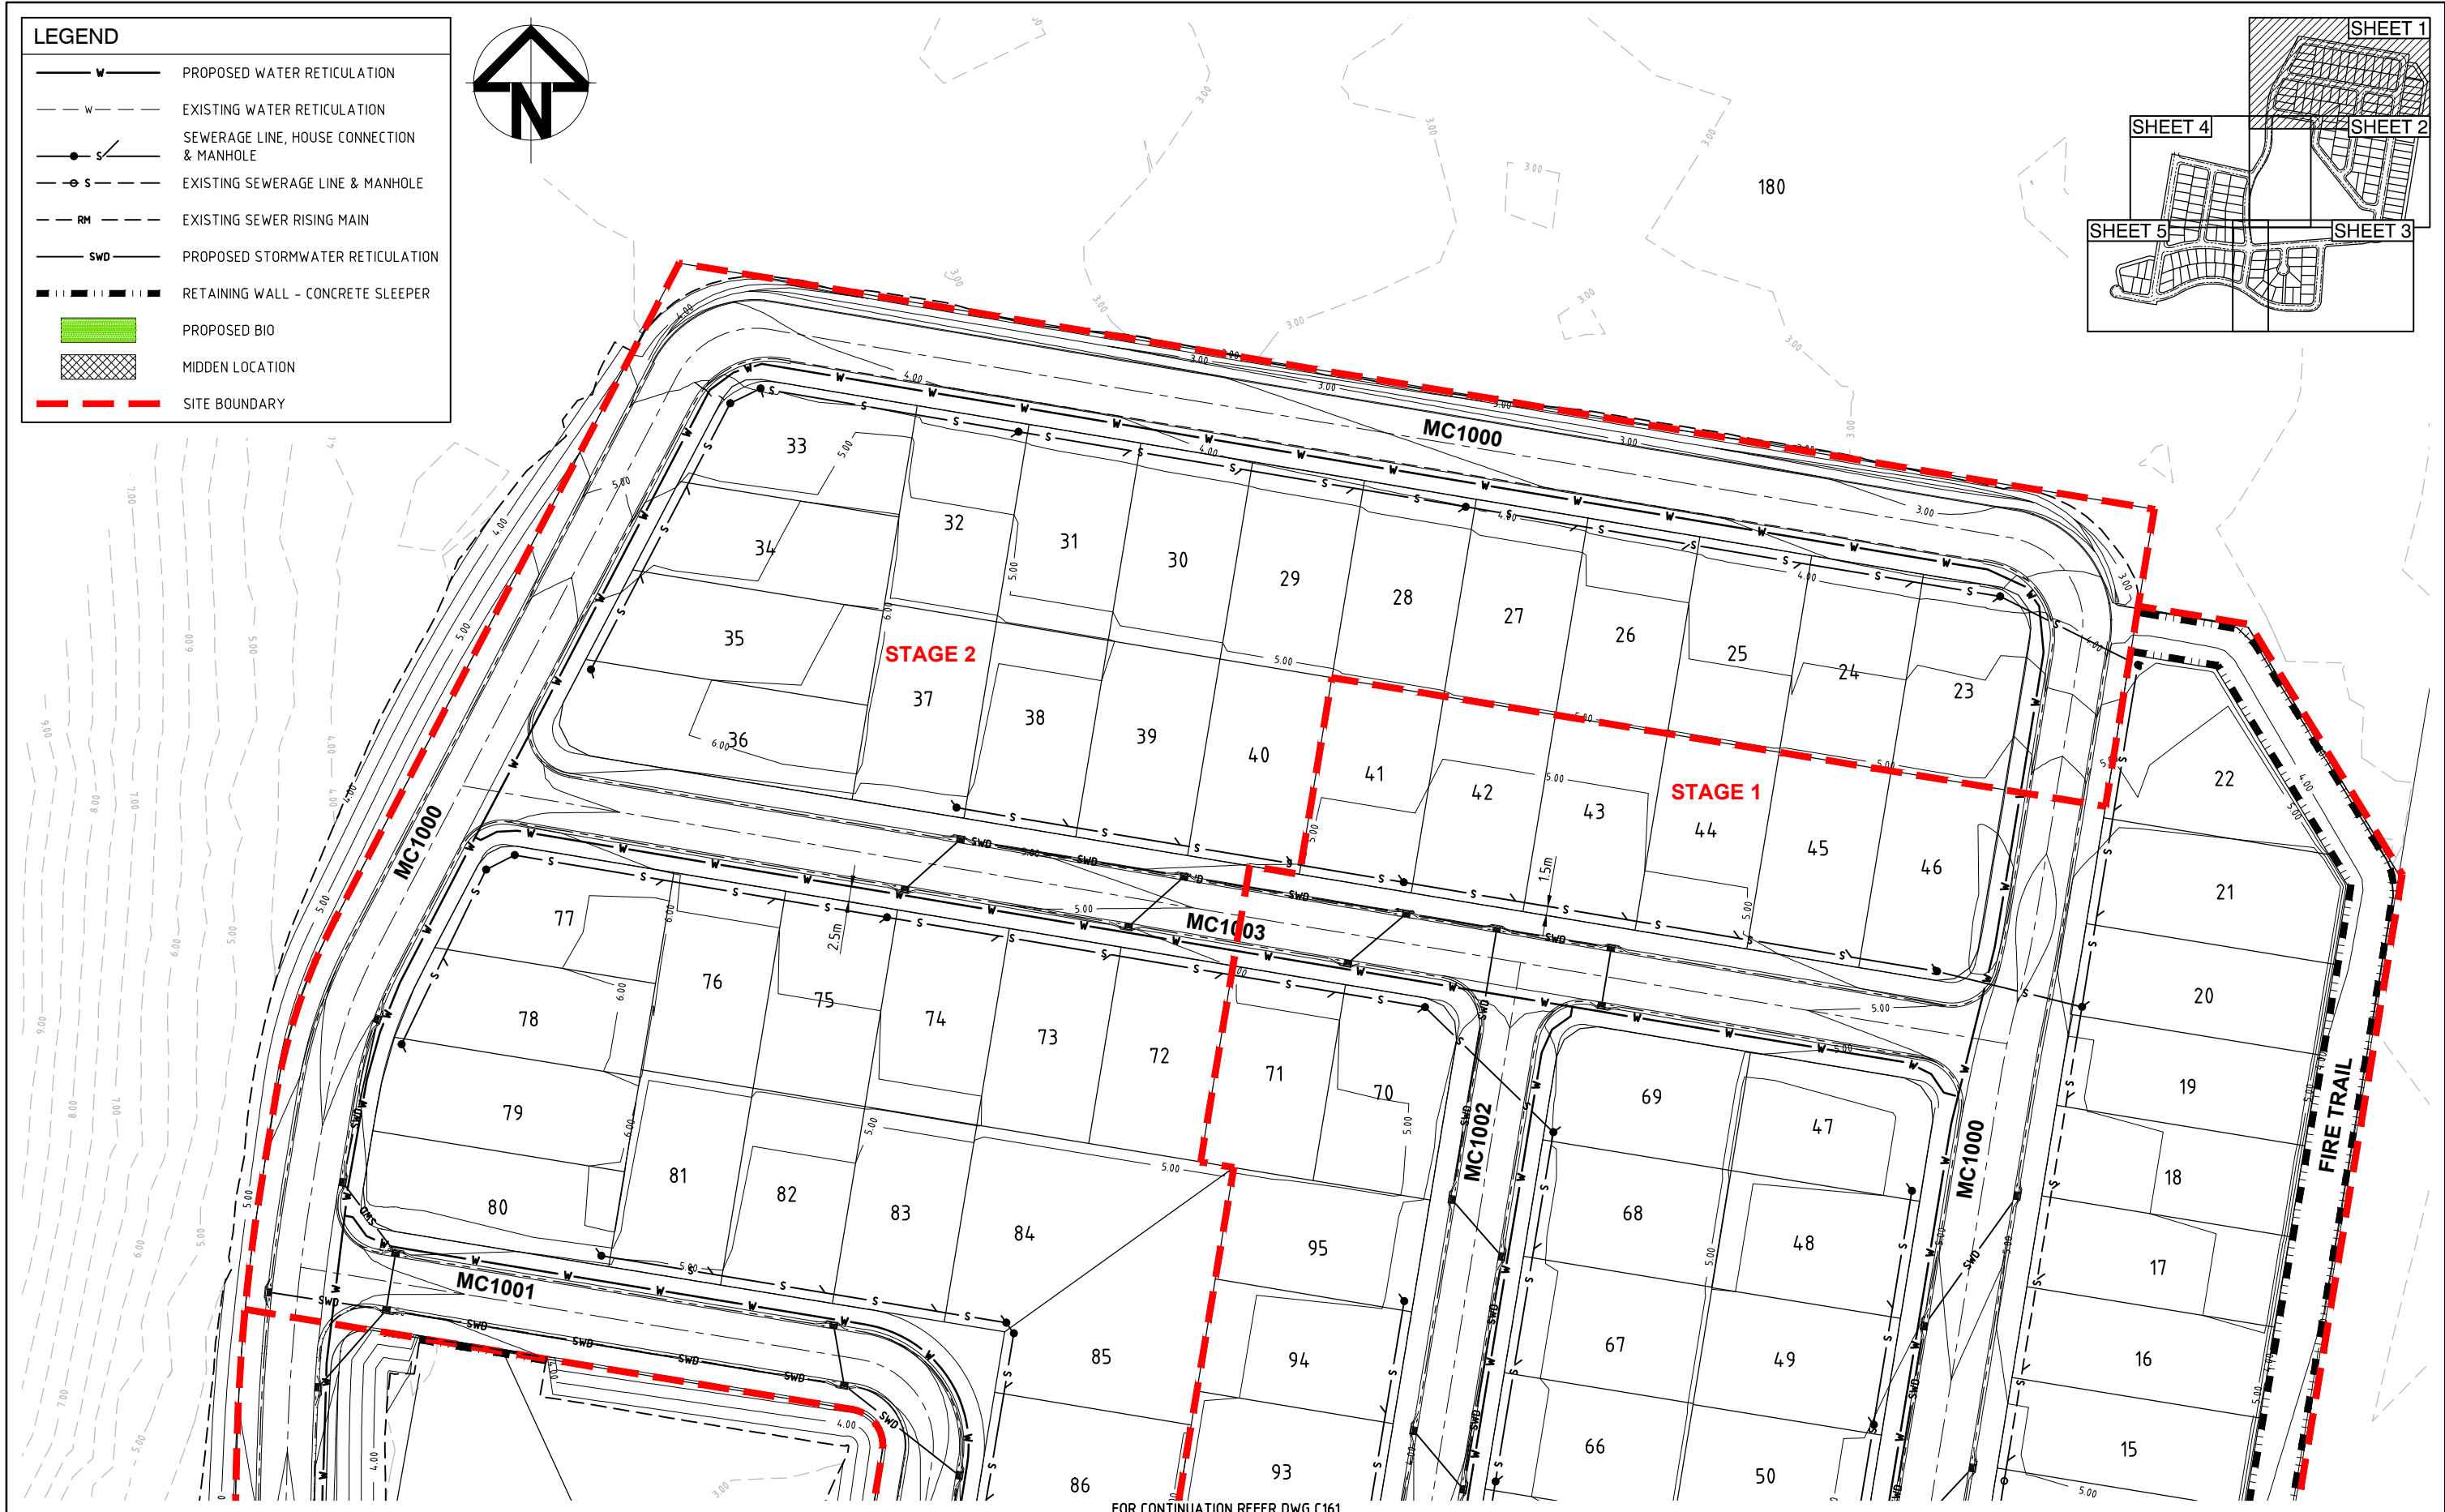 LEGEND
W PROPOSED WATER RETICULATION
W EXISTING WATER RETICULATION
S SEWERAGE LINE, HOUSE CONNECTION
& MANHOLE
S EXISTING SEWERAGE LINE & MANHOLE
RM EXISTING SEWER RISING MAIN
SWD PROPOSED STORMWATER RETICULATION
RETAINING WALL - CONCRETE SLEEPER
PROPOSED BIO
MIDDEN LOCATION
SITE BOUNDARY
N
SHEET 1
SHEET 4
SHEET 2
SHEET 5
SHEET 3
180
MC1000
33
32
31
30
29
28
27
26
25
24
23
34
35
36
STAGE 2
37
38
39
40
41
42
43
44
45
46
STAGE 1
22
21
20
19
18
17
16
15
FIRE TRAIL
MC1000
MC1003
1.5m
2.5m
77
76
75
74
73
72
71
70
69
47
78
79
80
81
82
83
84
95
68
48
MC1002
MC1000
MC1001
85
94
67
49
86
93
66
50
FOR CONTINUATION REFER DWG C161